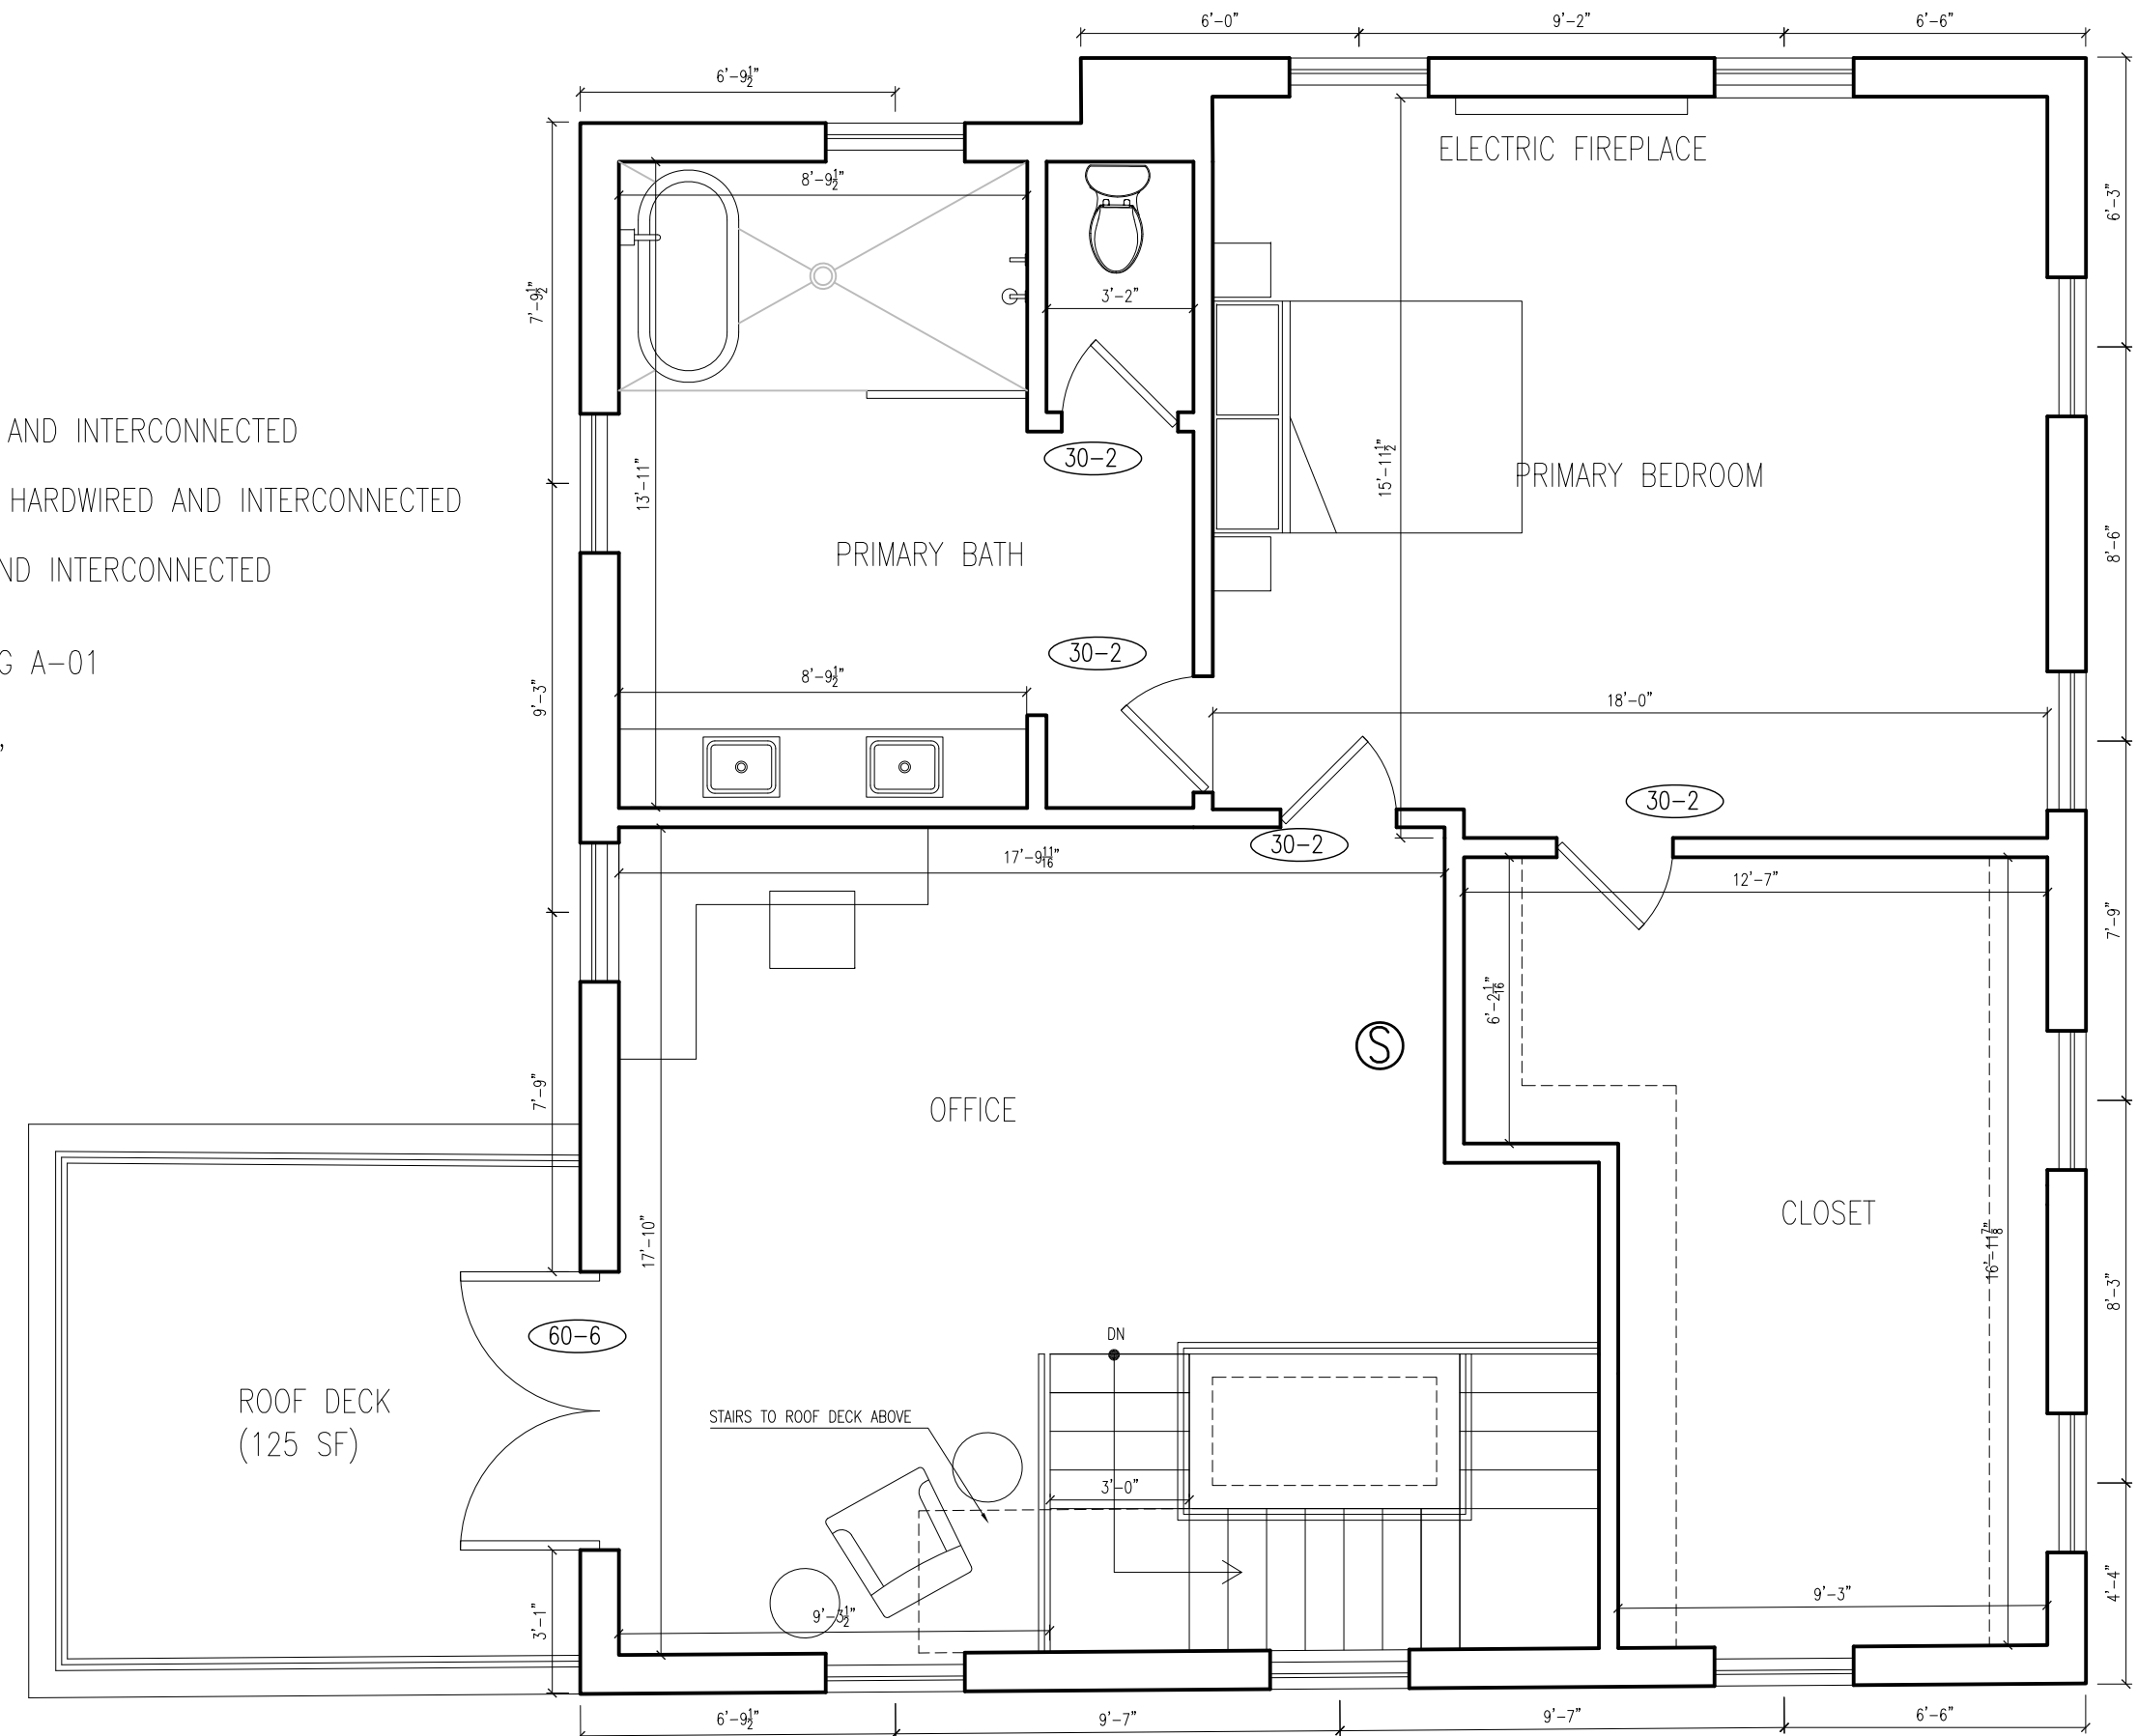 6'-0"
9'-2"
6'-6"
6'-9½"
ELECTRIC FIREPLACE
8'-9½"
6'-3"
7'-9½"
3'-2"
AND INTERCONNECTED
30-2
13'-11"
15'-11½"
PRIMARY BEDROOM
HARDWIRED AND INTERCONNECTED
8'-6"
PRIMARY BATH
ND INTERCONNECTED
30-2
A-01
8'-9½"
9'-3"
18'-0"
30-2
30-2
17'-9 11/16"
12'-7"
7'-9"
6'-2 1/16"
S
7'-9"
OFFICE
CLOSET
17'-10"
16'-11⅞"
8'-3"
60-6
DN
ROOF DECK
(125 SF)
STAIRS TO ROOF DECK ABOVE
3'-0"
3'-1"
9'-3½"
9'-3"
4'-4"
6'-9½"
9'-7"
9'-7"
6'-6"